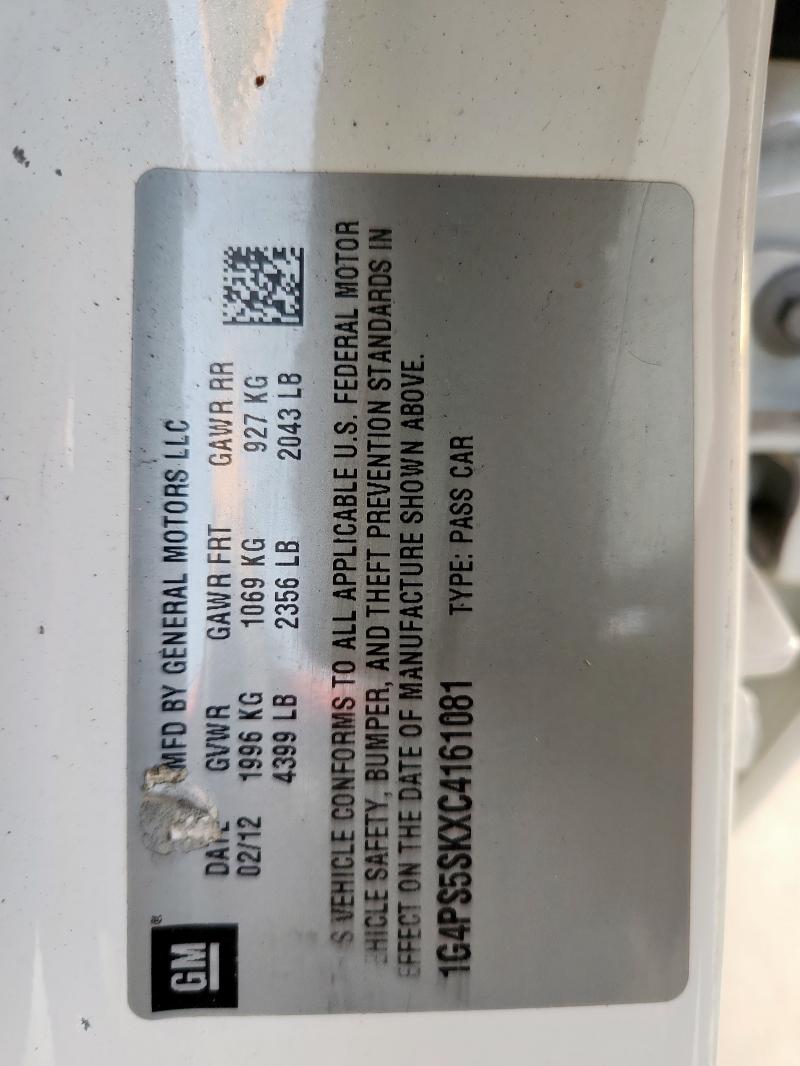 GM®
MFD BY GENERAL MOTORS LLC
DATE GVWR GAWR FRT GAWR RR
02/12 1996 KG 1069 KG 927 KG
4399 LB 2356 LB 2043 LB
S VEHICLE CONFORMS TO ALL APPLICABLE U.S. FEDERAL MOTOR
EHICLE SAFETY, BUMPER, AND THEFT PREVENTION STANDARDS IN
EFFECT ON THE DATE OF MANUFACTURE SHOWN ABOVE.
1G4PS5SKXC4161081 TYPE: PASS CAR